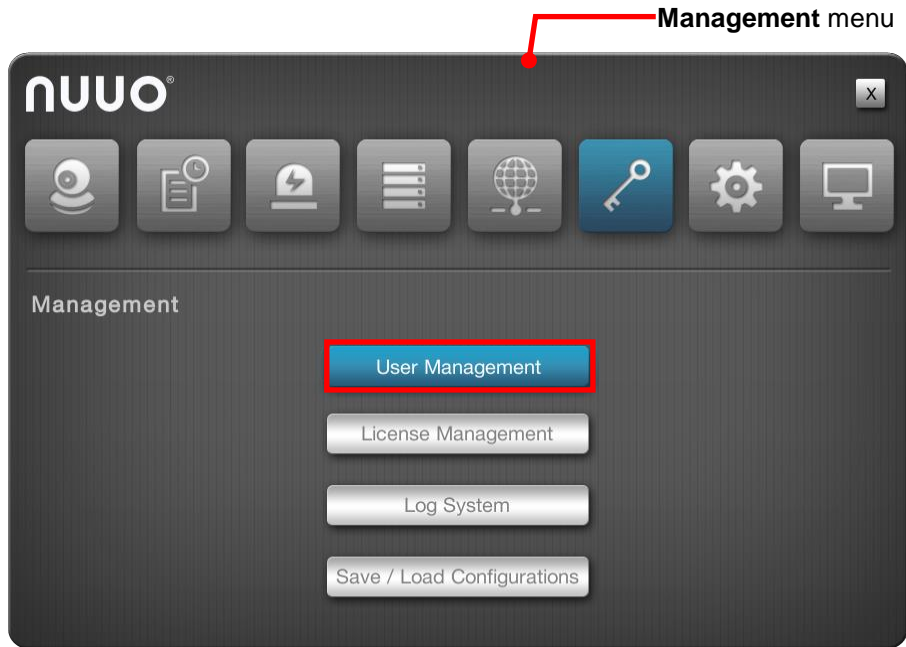 Management menu
nuuo®
X
Management
User Management
License Management
Log System
Save / Load Configurations